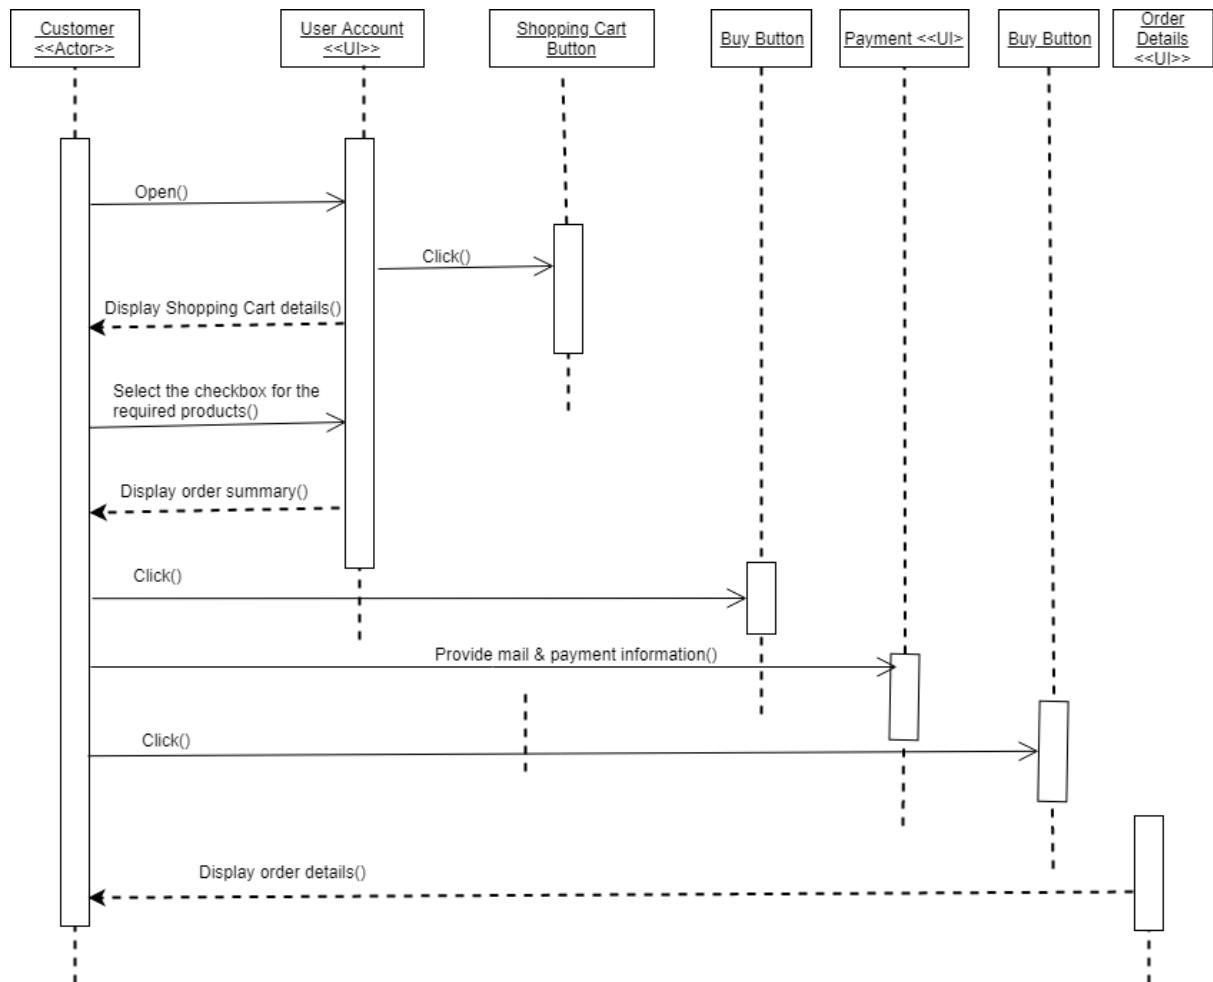 Customer
<<Actor>>
User Account
<<UI>>
Shopping Cart
Button
Buy Button
Payment <<UI>
Buy Button
Order
Details
<<UI>>
Open()
Click()
Display Shopping Cart details()
Select the checkbox for the
required products()
Display order summary()
Click()
Provide mail & payment information()
Click()
Display order details()